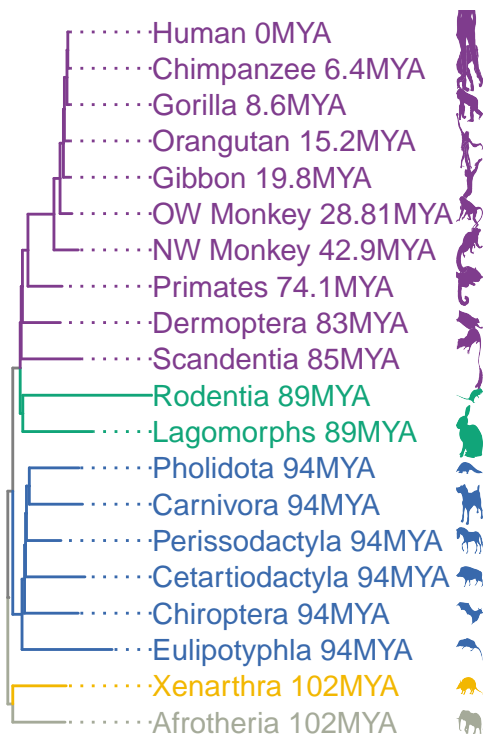 Human 0MYA
Chimpanzee 6.4MYA
Gorilla 8.6MYA
Orangutan 15.2MYA
Gibbon 19.8MYA
OW Monkey 28.81MYA
NW Monkey 42.9MYA
Primates 74.1MYA
Dermoptera 83MYA
Scandentia 85MYA
Rodentia 89MYA
Lagomorphs 89MYA
Pholidota 94MYA
Carnivora 94MYA
Perissodactyla 94MYA
Cetartiodactyla 94MYA
Chiroptera 94MYA
Eulipotyphla 94MYA
Xenarthra 102MYA
Afrotheria 102MYA